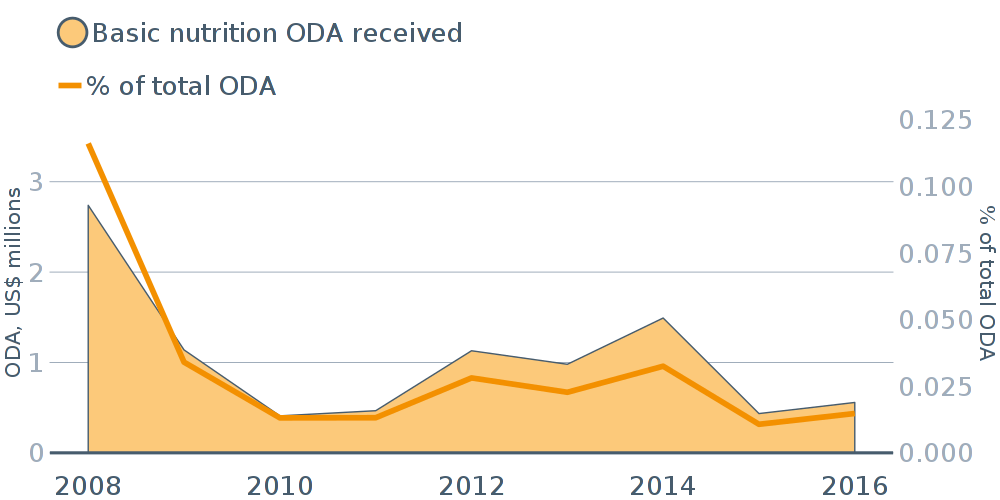 Basic nutrition ODA received
% of total ODA
ODA, US$ millions
3
2
1
0
0.125
0.100
0.075
0.050
0.025
0.000
% of total ODA
2008 2010 2012 2014 2016